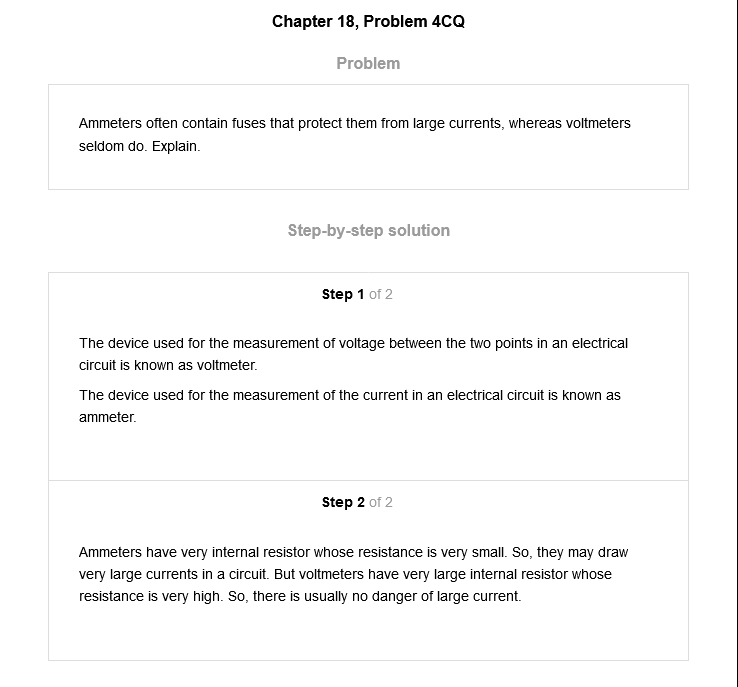 Chapter 18, Problem 4CQ
Problem
Ammeters often contain fuses that protect them from large currents, whereas voltmeters
seldom do. Explain.
Step-by-step solution
Step 1 of 2
The device used for the measurement of voltage between the two points in an electrical
circuit is known as voltmeter.
The device used for the measurement of the current in an electrical circuit is known as
ammeter.
Step 2 of 2
Ammeters have very internal resistor whose resistance is very small. So, they may draw
very large currents in a circuit. But voltmeters have very large internal resistor whose
resistance is very high. So, there is usually no danger of large current.